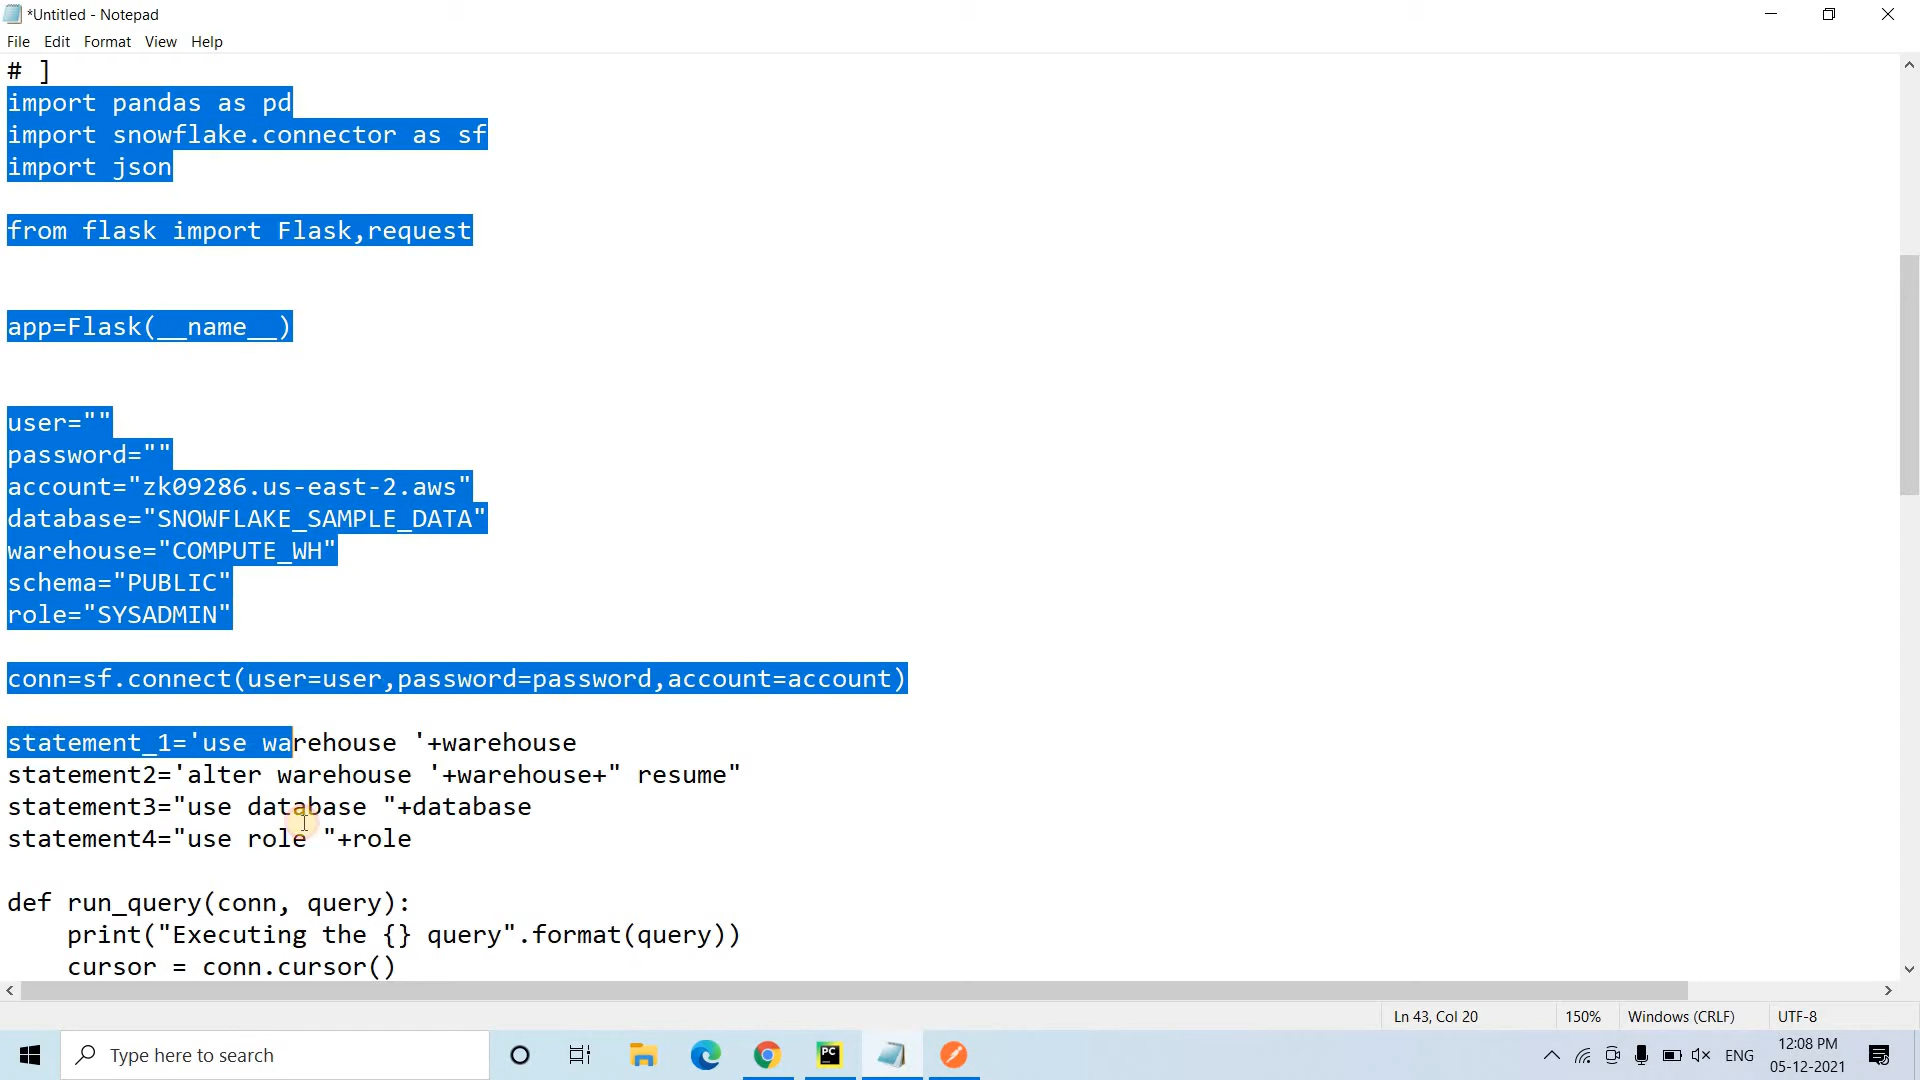 *Untitled - Notepad
File Edit Format View Help
# ]
import pandas as pd
import snowflake.connector as sf
import json
from flask import Flask,request
app=Flask(__name__)
user=""
password=""
account="zk09286.us-east-2.aws"
database="SNOWFLAKE_SAMPLE_DATA"
warehouse="COMPUTE_WH"
schema="PUBLIC"
role="SYSADMIN"
conn=sf.connect(user=user,password=password,account=account)
statement_1='use warehouse '+warehouse
statement2='alter warehouse '+warehouse+" resume"
statement3="use database "+database
statement4="use role "+role
def run_query(conn, query):
    print("Executing the {} query".format(query))
    cursor = conn.cursor()
Ln 43, Col 20 150% Windows (CRLF) UTF-8
Type here to search
PC
ENG
12:08 PM
05-12-2021